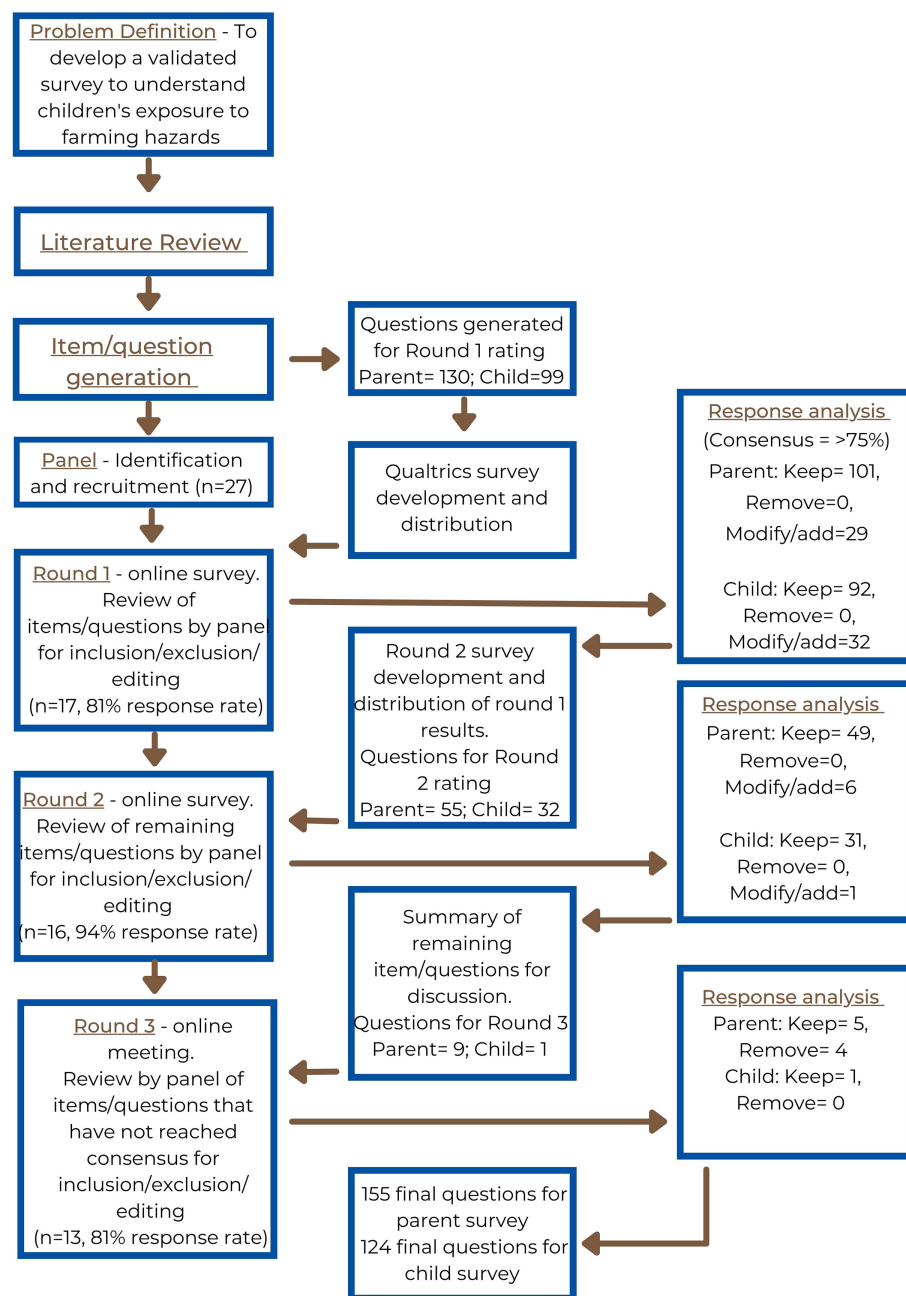 Problem Definition - To
develop a validated
survey to understand
children's exposure to
farming hazards
Literature Review
Item/question
generation
Questions generated
for Round 1 rating
Parent= 130; Child=99
Panel - Identification
and recruitment (n=27)
Qualtrics survey
development and
distribution
Response analysis
(Consensus = >75%)
Parent: Keep= 101,
Remove=0,
Modify/add=29
Child: Keep= 92,
Remove= 0,
Modify/add=32
Round 1 - online survey.
Review of
items/questions by panel
for inclusion/exclusion/
editing
(n=17, 81% response rate)
Round 2 survey
development and
distribution of round 1
results.
Questions for Round
2 rating
Parent= 55; Child= 32
Response analysis
Parent: Keep= 49,
Remove=0,
Modify/add=6
Child: Keep= 31,
Remove= 0,
Modify/add=1
Round 2 - online survey.
Review of remaining
items/questions by panel
for inclusion/exclusion/
editing
(n=16, 94% response rate)
Summary of
remaining
item/questions for
discussion.
Questions for Round 3
Parent= 9; Child= 1
Response analysis
Parent: Keep= 5,
Remove= 4
Child: Keep= 1,
Remove= 0
Round 3 - online
meeting.
Review by panel of
items/questions that
have not reached
consensus for
inclusion/exclusion/
editing
(n=13, 81% response rate)
155 final questions for
parent survey
124 final questions for
child survey